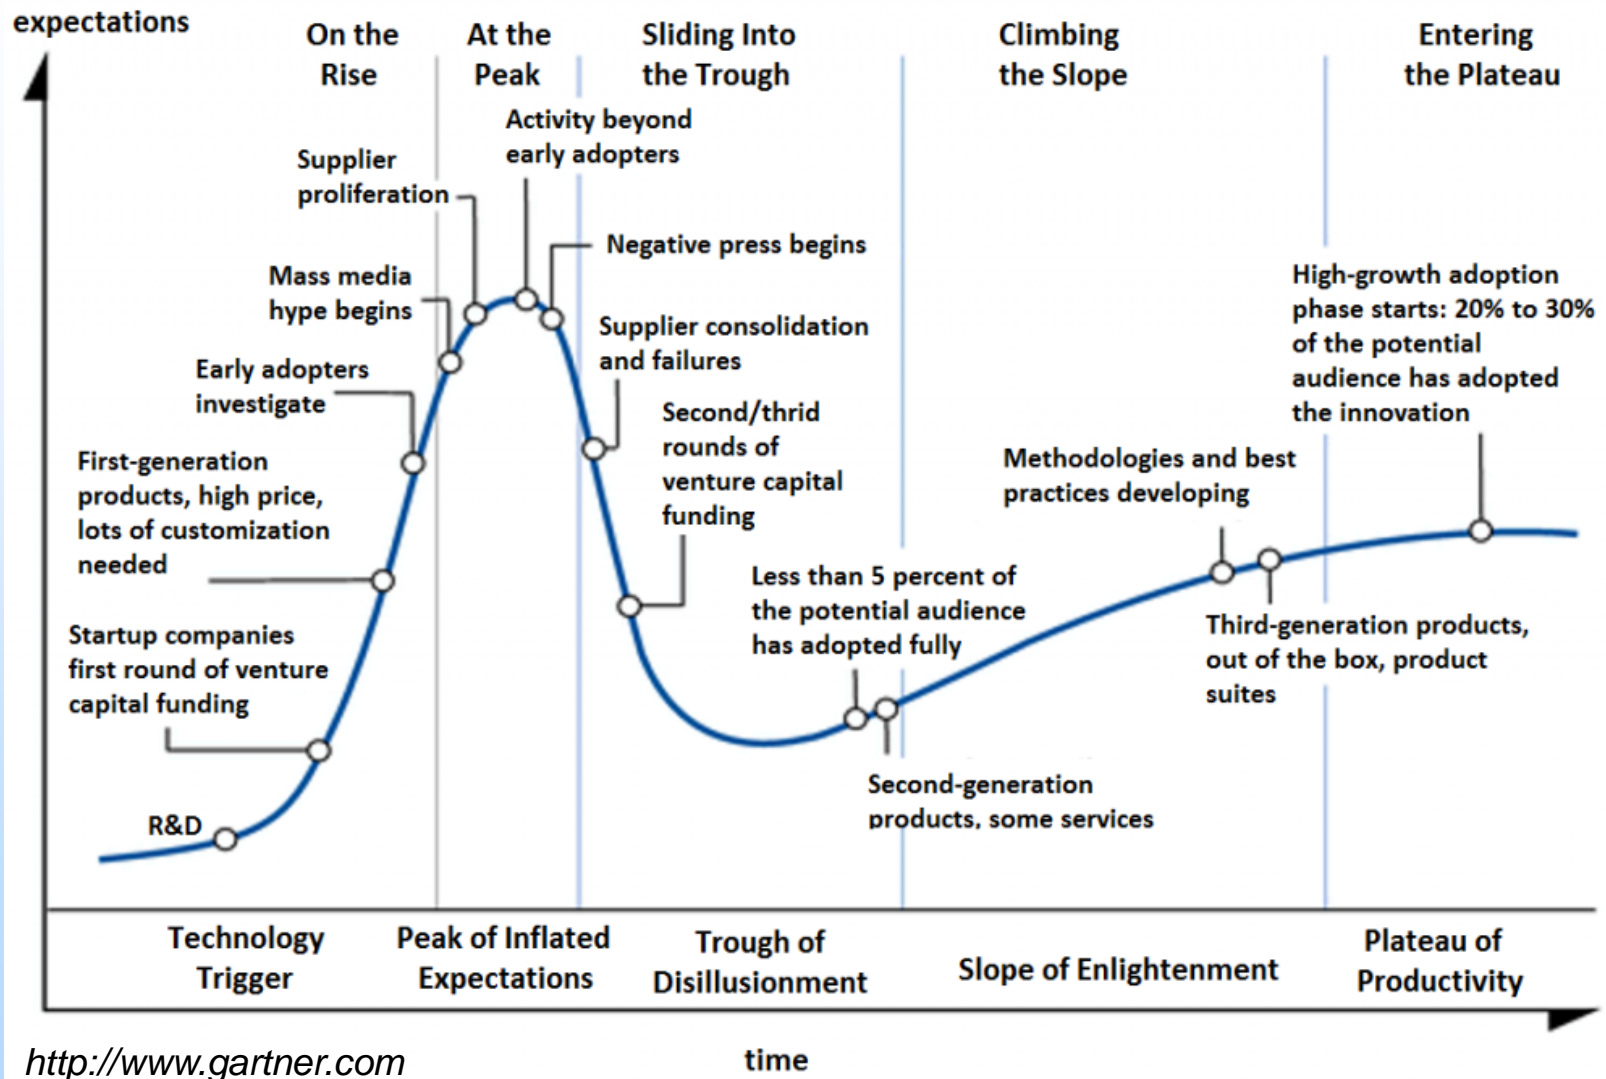 expectations
On the
Rise
At the
Peak
Sliding Into
the Trough
Climbing
the Slope
Entering
the Plateau
Activity beyond
early adopters
Supplier
proliferation
Negative press begins
Mass media
hype begins
High-growth adoption
phase starts: 20% to 30%
of the potential
audience has adopted
the innovation
Supplier consolidation
and failures
Early adopters
investigate
Second/thrid
rounds of
venture capital
funding
First-generation
products, high price,
lots of customization
needed
Methodologies and best
practices developing
Less than 5 percent of
the potential audience
has adopted fully
Startup companies
first round of venture
capital funding
Third-generation products,
out of the box, product
suites
Second-generation
products, some services
R&D
Technology
Trigger
Peak of Inflated
Expectations
Trough of
Disillusionment
Slope of Enlightenment
Plateau of
Productivity
time
http://www.gartner.com